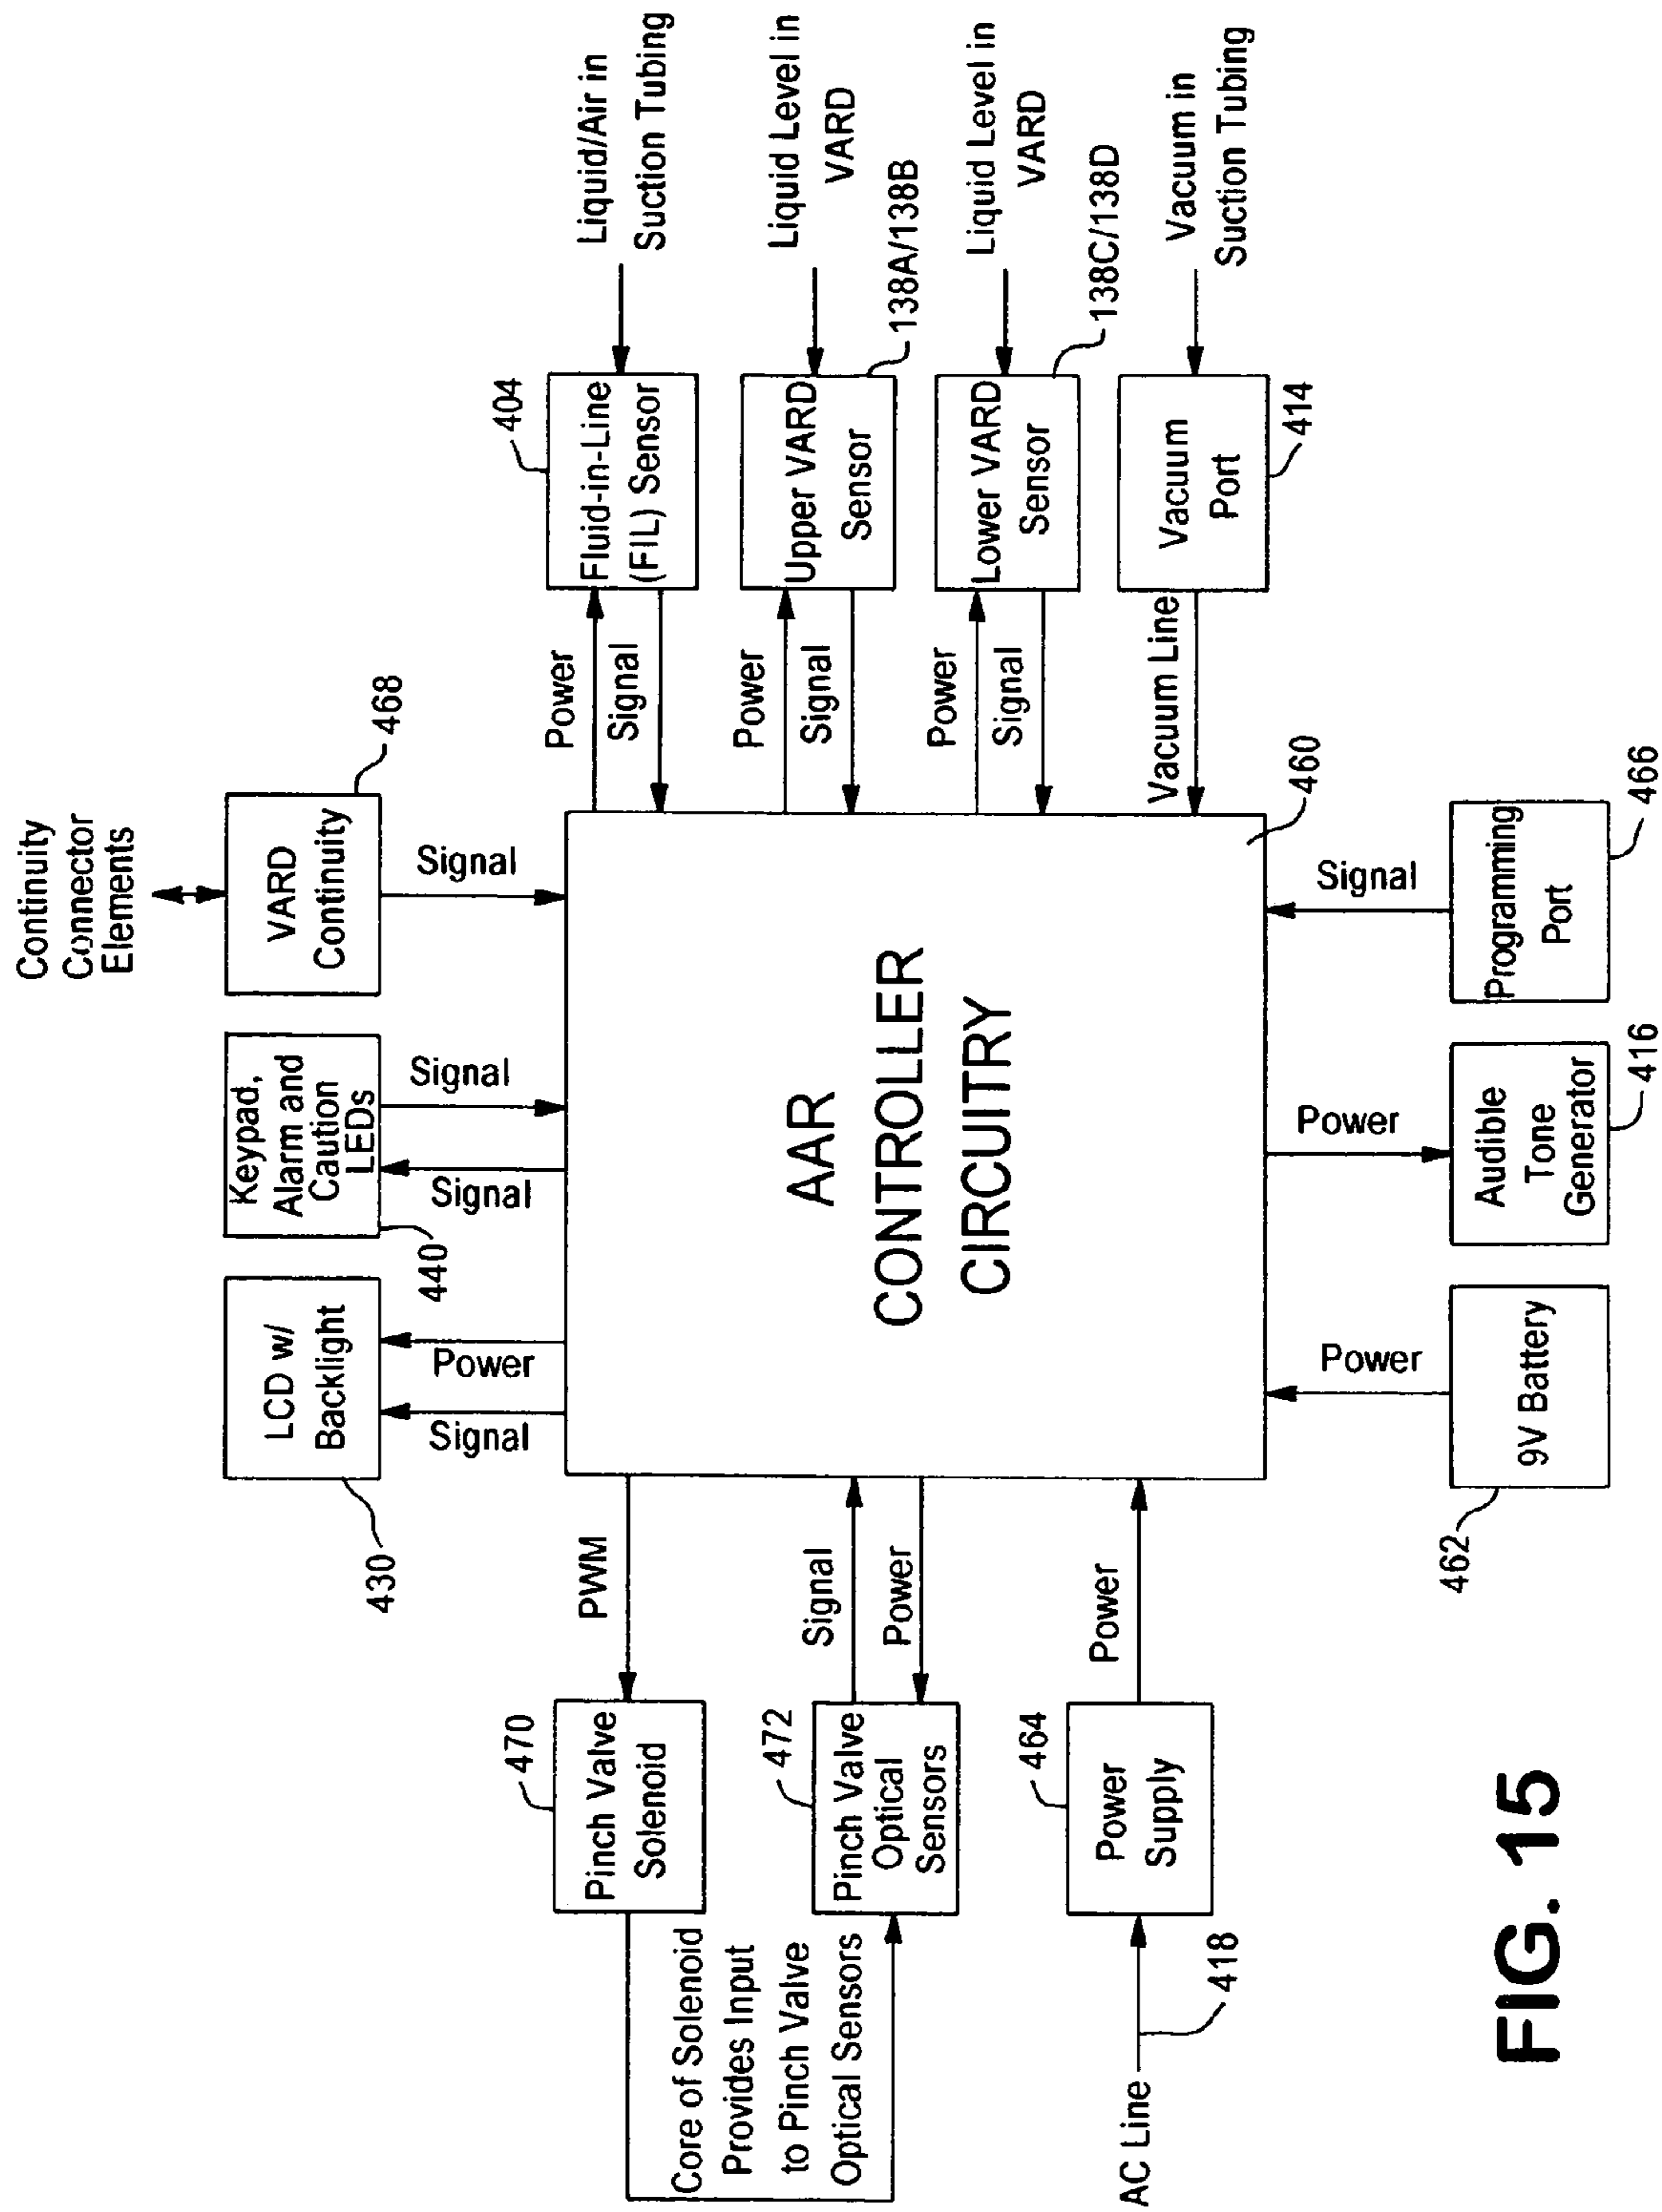 Continuity
Connector
Elements
468
VARD
Continuity
Signal
Keypad,
Alarm and
Caution
LEDs
440
Signal
Signal
LCD w/
Backlight
430
Power
Signal
404
Fluid-in-Line
(FIL) Sensor
Liquid/Air in
Suction Tubing
Power
Signal
Upper VARD
Sensor
138A/138B
Liquid Level in
VARD
Power
Signal
Lower VARD
Sensor
138C/138D
Liquid Level in
VARD
Power
Signal
Vacuum
Port
414
Vacuum in
Suction Tubing
Vacuum Line
AAR
CONTROLLER
CIRCUITRY
460
PWM
470
Pinch Valve
Solenoid
Core of Solenoid
Provides Input
to Pinch Valve
Optical Sensors
Signal
Power
472
Pinch Valve
Optical
Sensors
Power
464
Power
Supply
AC Line
418
Power
9V Battery
462
Power
Audible
Tone
Generator
416
Signal
Programming
Port
466
FIG. 15